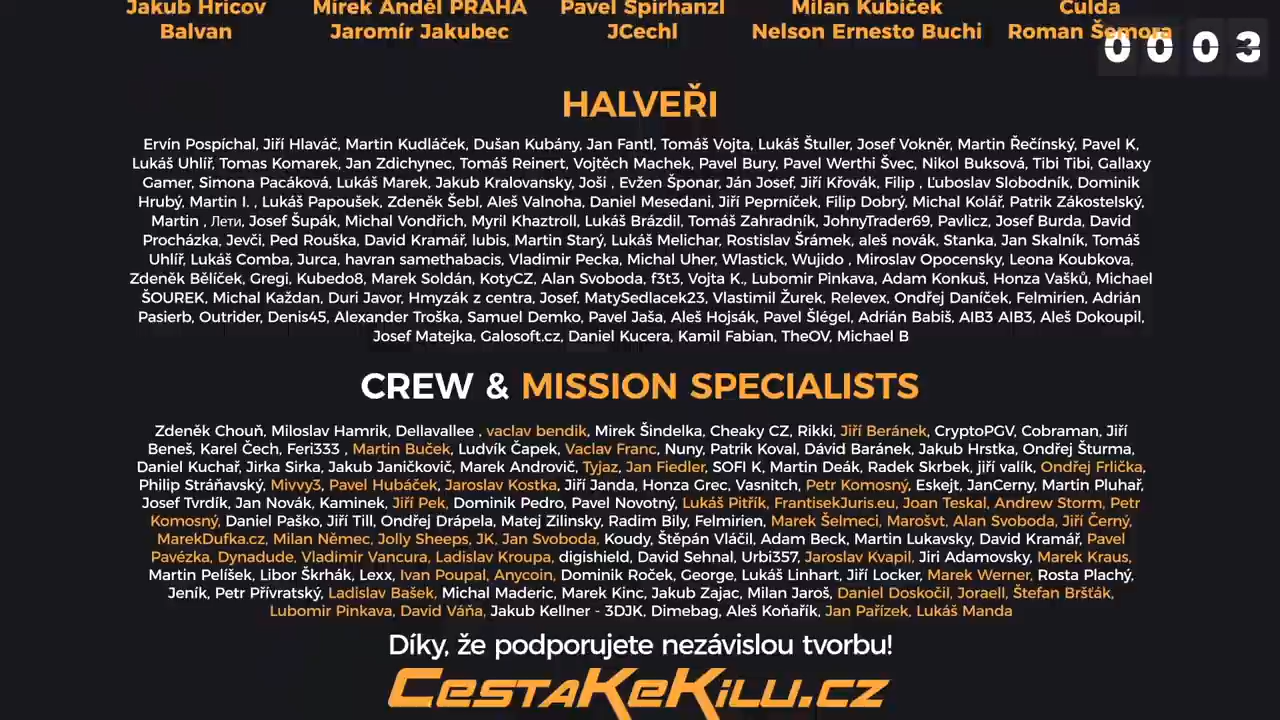 Jakub Hricov Mirek Anděl PRAHA Pavel Spirhanzl Milan Kubíček Culda
Balvan Jaromír Jakubec JCechl Nelson Ernesto Buchi Roman Šemora
0 0 0 3
HALVEŘI
Ervín Pospíchal, Jiří Hlaváč, Martin Kudláček, Dušan Kubány, Jan Fantl, Tomáš Vojta, Lukáš Štuller, Josef Vokněr, Martin Řečínský, Pavel K,
Lukáš Uhlíř, Tomas Komarek, Jan Zdichynec, Tomáš Reinert, Vojtěch Machek, Pavel Bury, Pavel Werthi Švec, Nikol Buksová, Tibi Tibi, Gallaxy
Gamer, Simona Pacáková, Lukáš Marek, Jakub Kralovansky, Joši , Evžen Šponar, Ján Josef, Jiří Křovák, Filip , Ľuboslav Slobodník, Dominik
Hrubý, Martin I. , Lukáš Papoušek, Zdeněk Šebl, Aleš Valnoha, Daniel Mesedani, Jiří Peprníček, Filip Dobrý, Michal Kolář, Patrik Zákostelský,
Martin , Лети, Josef Šupák, Michal Vondřich, Myril Khaztroll, Lukáš Brázdil, Tomáš Zahradník, JohnyTrader69, Pavlicz, Josef Burda, David
Procházka, Jevči, Ped Rouška, David Kramář, lubis, Martin Starý, Lukáš Melichar, Rostislav Šrámek, aleš novák, Stanka, Jan Skalník, Tomáš
Uhlíř, Lukáš Comba, Jurca, havran samethabacis, Vladimir Pecka, Michal Uher, Wlastick, Wujido , Miroslav Opocensky, Leona Koubkova,
Zdeněk Bělíček, Gregi, Kubedo8, Marek Soldán, KotyCZ, Alan Svoboda, f3t3, Vojta K., Lubomir Pinkava, Adam Konkuš, Honza Vašků, Michael
ŠOUREK, Michal Každan, Duri Javor, Hmyzák z centra, Josef, MatySedlacek23, Vlastimil Žurek, Relevex, Ondřej Daníček, Felmirien, Adrián
Pasierb, Outrider, Denis45, Alexander Troška, Samuel Demko, Pavel Jaša, Aleš Hojsák, Pavel Šlégel, Adrián Babiš, AIB3 AIB3, Aleš Dokoupil,
Josef Matejka, Galosoft.cz, Daniel Kucera, Kamil Fabian, TheOV, Michael B
CREW & MISSION SPECIALISTS
Zdeněk Chouň, Miloslav Hamrik, Dellavallee , vaclav bendik, Mirek Šindelka, Cheaky CZ, Rikki, Jiří Beránek, CryptoPGV, Cobraman, Jiří
Beneš, Karel Čech, Feri333 , Martin Buček, Ludvík Čapek, Vaclav Franc, Nuny, Patrik Koval, Dávid Baránek, Jakub Hrstka, Ondřej Šturma,
Daniel Kuchař, Jirka Sirka, Jakub Janičkovič, Marek Androvič, Tyjaz, Jan Fiedler, SOFI K, Martin Deák, Radek Skrbek, jiří valík, Ondřej Frlička,
Philip Stráňavský, Mivvy3, Pavel Hubáček, Jaroslav Kostka, Jiří Janda, Honza Grec, Vasnitch, Petr Komosný, Eskejt, JanCerny, Martin Pluhař,
Josef Tvrdík, Jan Novák, Kaminek, Jiří Pek, Dominik Pedro, Pavel Novotný, Lukáš Pitřík, FrantisekJuris.eu, Joan Teskal, Andrew Storm, Petr
Komosný, Daniel Paško, Jiří Till, Ondřej Drápela, Matej Zilinsky, Radim Bily, Felmirien, Marek Šelmeci, Marošvt, Alan Svoboda, Jiří Černý,
MarekDufka.cz, Milan Němec, Jolly Sheeps, JK, Jan Svoboda, Koudy, Štěpán Vláčil, Adam Beck, Martin Lukavsky, David Kramář, Pavel
Pavézka, Dynadude, Vladimir Vancura, Ladislav Kroupa, digishield, David Sehnal, Urbi357, Jaroslav Kvapil, Jiri Adamovsky, Marek Kraus,
Martin Pelíšek, Libor Škrhák, Lexx, Ivan Poupal, Anycoin, Dominik Roček, George, Lukáš Linhart, Jiří Locker, Marek Werner, Rosta Plachý,
Jeník, Petr Přívratský, Ladislav Bašek, Michal Maderic, Marek Kinc, Jakub Zajac, Milan Jaroš, Daniel Doskočil, Joraell, Štefan Bršťák,
Lubomir Pinkava, David Váňa, Jakub Kellner - 3DJK, Dimebag, Aleš Koňařík, Jan Pařízek, Lukáš Manda
Díky, že podporujete nezávislou tvorbu!
CestaKeKilu.cz